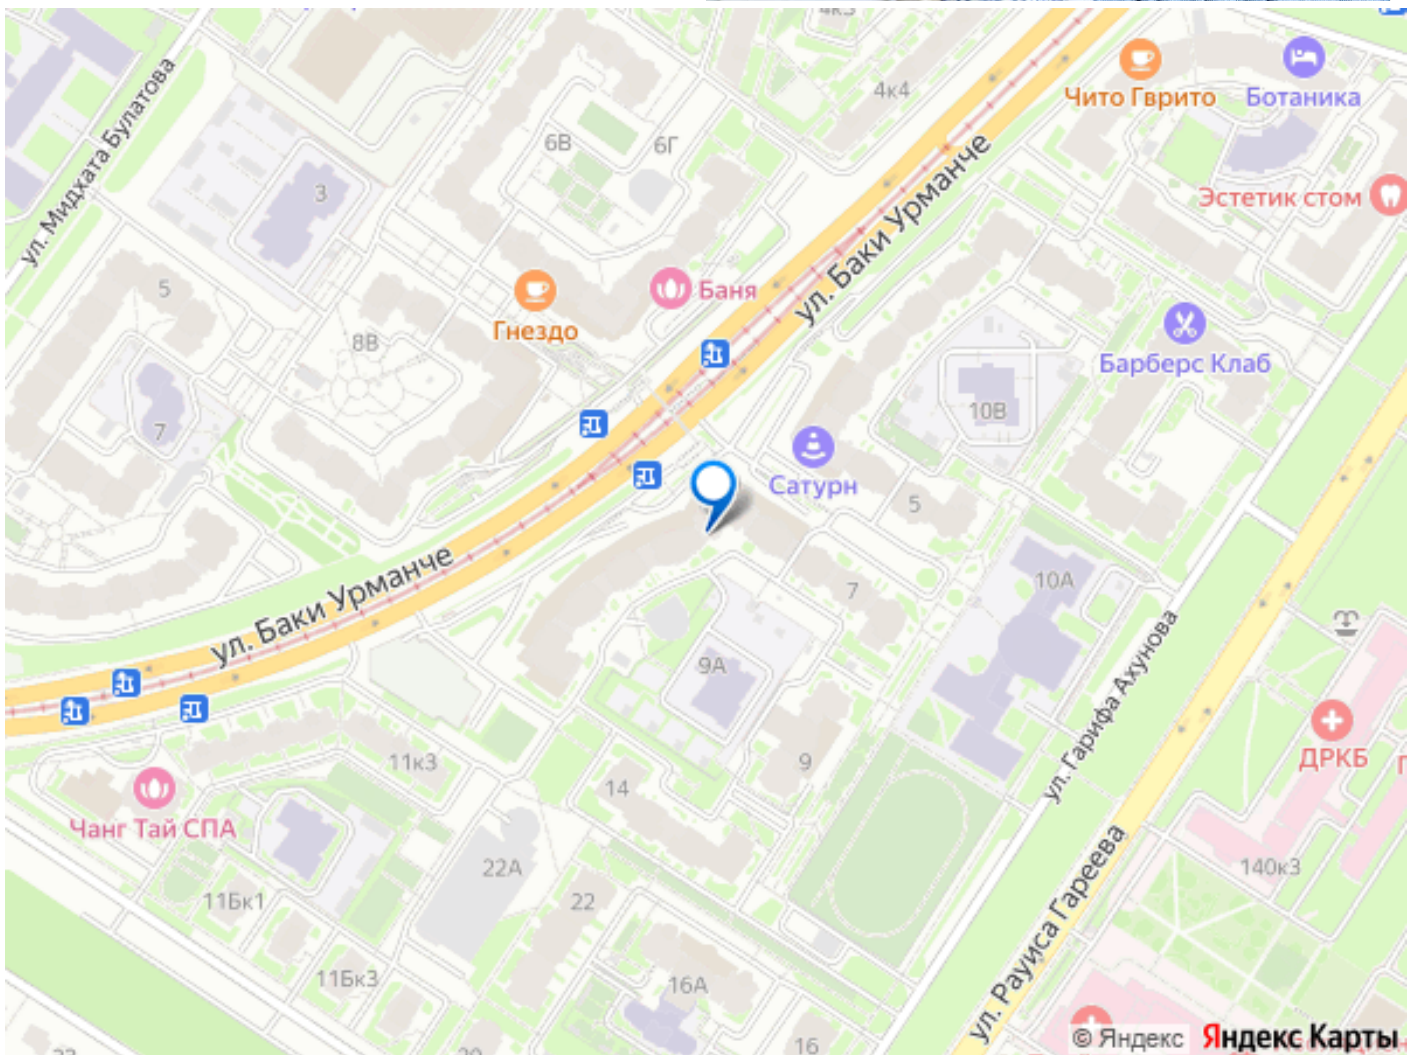 4к4
Чито Гврито
Ботаника
ул. Мидхата Булатова
6В
6Г
ул. Баки Урманче
3
Эстетик стом
5
Гнездо
Баня
8В
Барберс Клаб
7
10В
Сатурн
5
ул. Баки Урманче
7
10А
9А
ул. Гарифа Ахунова
ДРКБ
11к3
9
14
Чанг Тай СПА
22А
140к3
11Бк1
22
ул. Рауиса Гареева
11Бк3
16А
16
© Яндекс Яндекс Карты